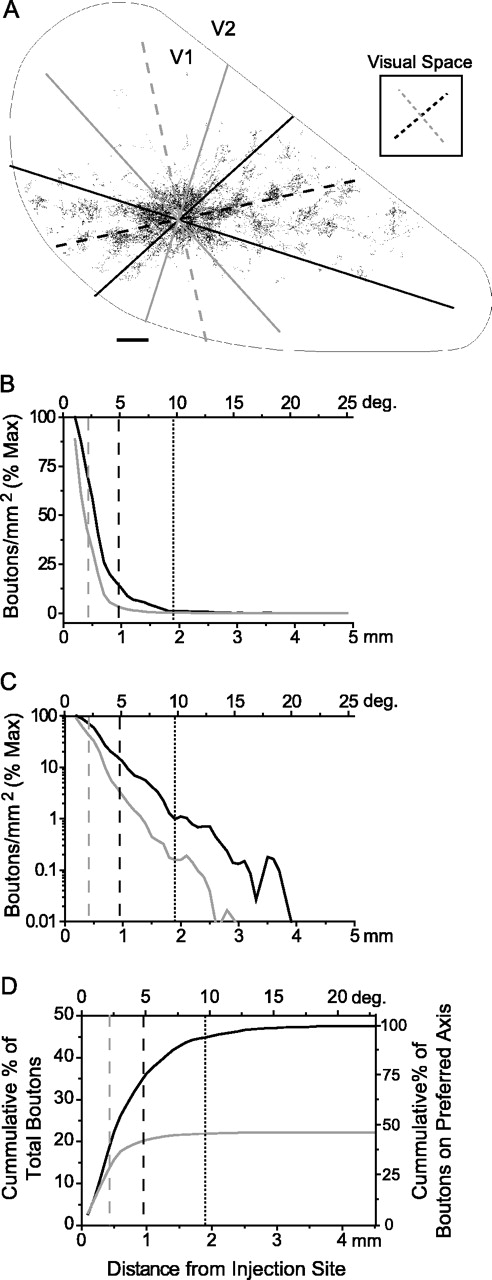 A
V2
V1
Visual Space
B
0 5 10 15 20 25 deg.
Boutons/mm² (% Max)
100
75
50
25
0
0 1 2 3 4 5 mm
C
0 5 10 15 20 25 deg.
Boutons/mm² (% Max)
100
10
1
0.1
0.01
0 1 2 3 4 5 mm
D
0 5 10 15 20 deg.
Cummulative % of
Total Boutons
50
40
30
20
10
0
100
75
50
25
0
Cummulative% of
Boutons on Preferred Axis
0 1 2 3 4 mm
Distance from Injection Site